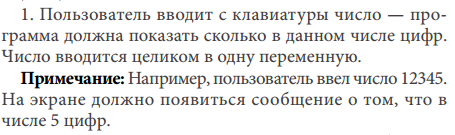 1. Пользователь вводит с клавиатуры число — про-
грамма должна показать сколько в данном числе цифр.
Число вводится целиком в одну переменную.
Примечание: Например, пользователь ввел число 12345.
На экране должно появиться сообщение о том, что в
числе 5 цифр.